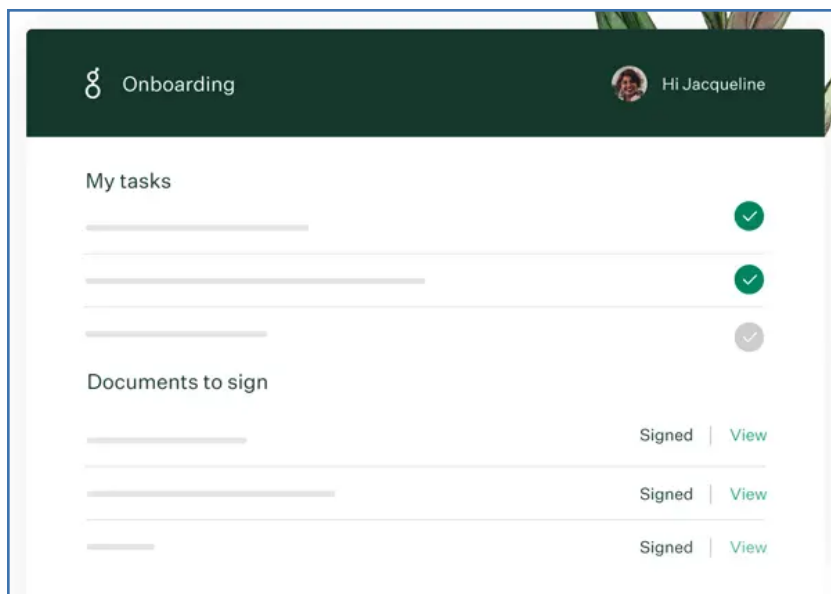 Onboarding
Hi Jacqueline
My tasks
Documents to sign
Signed | View
Signed | View
Signed | View